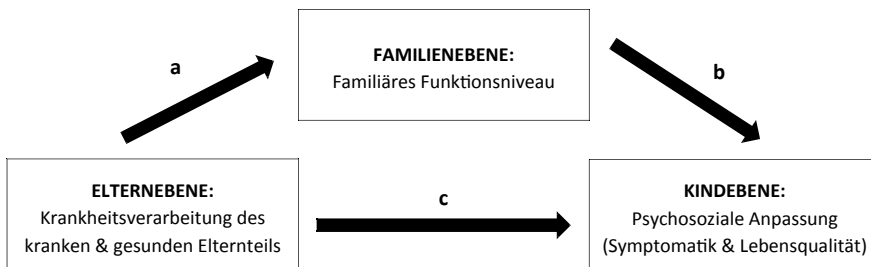 FAMILIENEBENE:
Familiäres Funktionsniveau
a
b
ELTERNEBENE:
Krankheitsverarbeitung des
kranken & gesunden Elternteils
c
KINDEBENE:
Psychosoziale Anpassung
(Symptomatik & Lebensqualität)